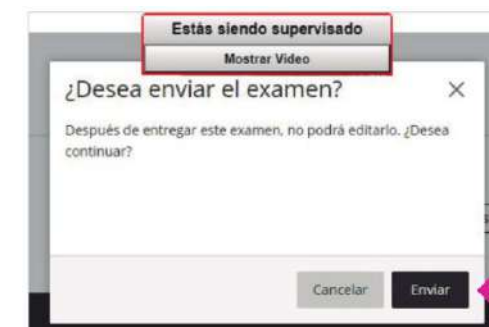 Estás siendo supervisado
Mostrar Video
¿Desea enviar el examen?
Después de entregar este examen, no podrá editarlo. ¿Desea
continuar?
Cancelar
Enviar